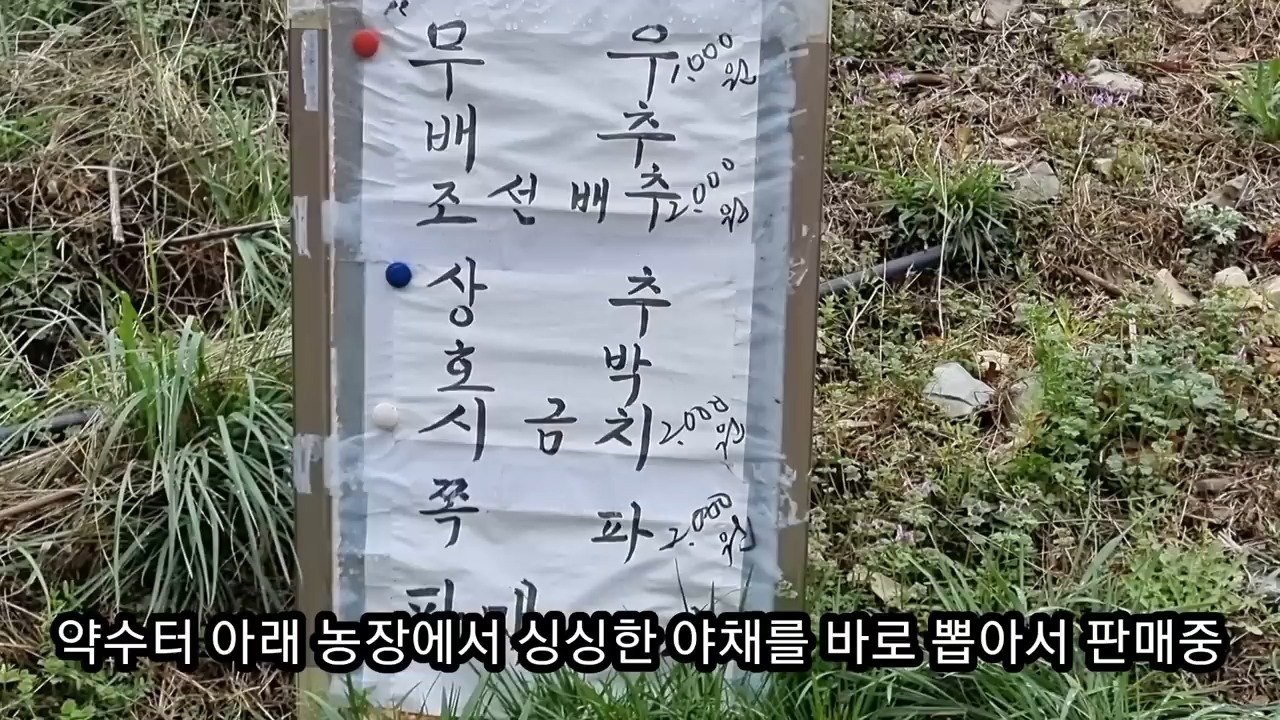 무 우 1.000원
배 추
조 선 배 추 2.000원
상 추
호 박
시 금 치 2.000원
쪽 파 2.000원
판 매
약수터 아래 농장에서 싱싱한 야채를 바로 뽑아서 판매중